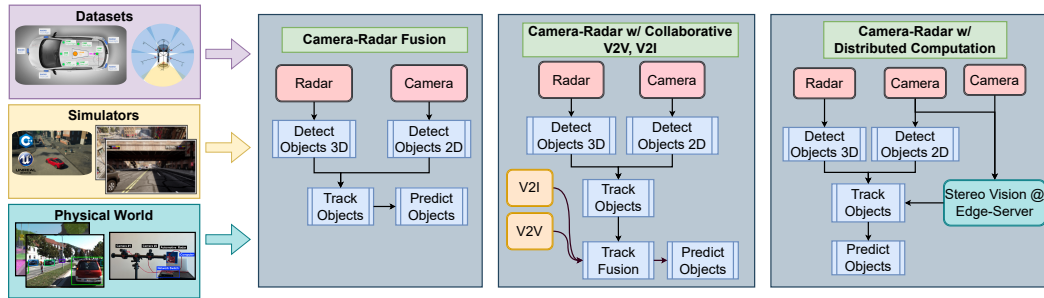 Datasets
Simulators
UNREAL
Physical World
Camera-Radar Fusion
Radar
Camera
Detect
Objects 3D
Detect
Objects 2D
Track
Objects
Predict
Objects
Camera-Radar w/ Collaborative
V2V, V2I
Radar
Camera
Detect
Objects 3D
Detect
Objects 2D
V2I
V2V
Track
Objects
Track
Fusion
Predict
Objects
Camera-Radar w/
Distributed Computation
Radar
Camera
Camera
Detect
Objects 3D
Detect
Objects 2D
Track
Objects
Stereo Vision @
Edge-Server
Predict
Objects